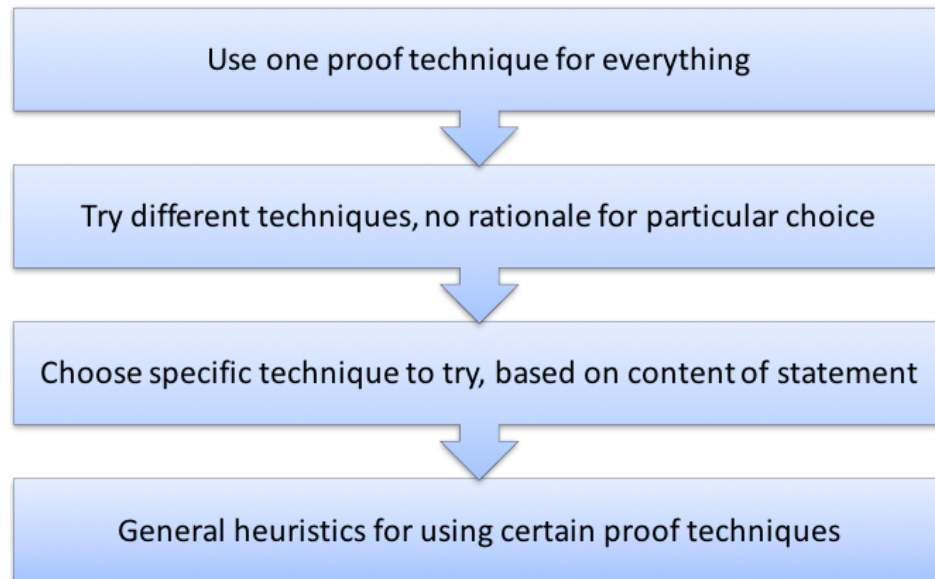 Use one proof technique for everything
Try different techniques, no rationale for particular choice
Choose specific technique to try, based on content of statement
General heuristics for using certain proof techniques